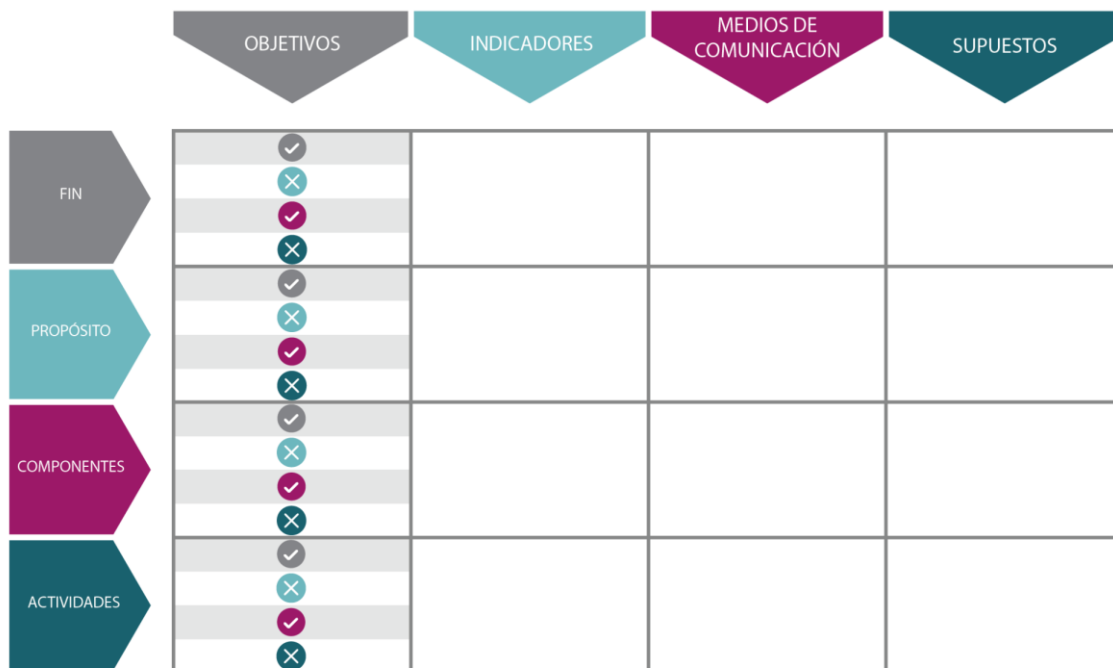 OBJETIVOS
INDICADORES
MEDIOS DE
COMUNICACIÓN
SUPUESTOS
FIN
PROPÓSITO
COMPONENTES
ACTIVIDADES